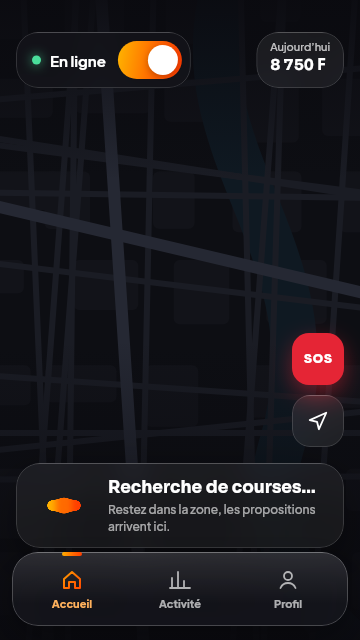 En ligne
Aujourd'hui
8 750 F
SOS
Recherche de courses...
Restez dans la zone, les propositions
arrivent ici.
Accueil
Activité
Profil